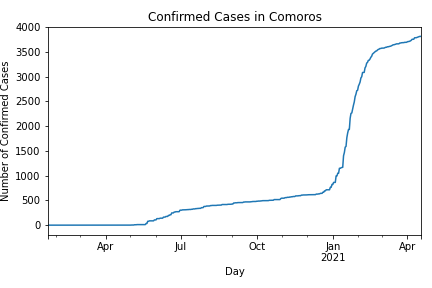 Confirmed Cases in Comoros
Number of Confirmed Cases
4000
3500
3000
2500
2000
1500
1000
500
0
Apr
Jul
Oct
Jan
2021
Apr
Day